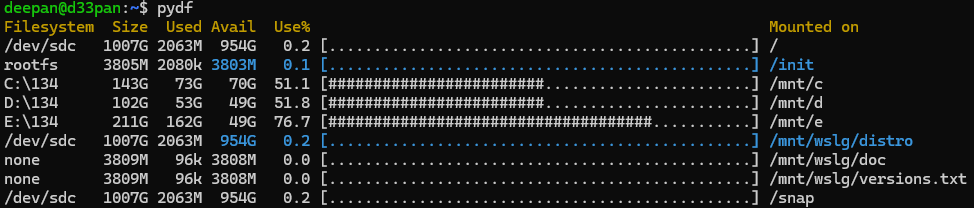 deepan@d33pan:~$ pydf
Filesystem  Size  Used Avail  Use%                                                 Mounted on
/dev/sdc   1007G 2063M  954G   0.2 [...............................................] /
rootfs     3805M 2080k 3803M   0.1 [...............................................] /init
C:\134      143G   73G   70G  51.1 [########################.......................] /mnt/c
D:\134      102G   53G   49G  51.8 [########################.......................] /mnt/d
E:\134      211G  162G   49G  76.7 [####################################...........] /mnt/e
/dev/sdc   1007G 2063M  954G   0.2 [...............................................] /mnt/wslg/distro
none       3809M   96k 3808M   0.0 [...............................................] /mnt/wslg/doc
none       3809M   96k 3808M   0.0 [...............................................] /mnt/wslg/versions.txt
/dev/sdc   1007G 2063M  954G   0.2 [...............................................] /snap